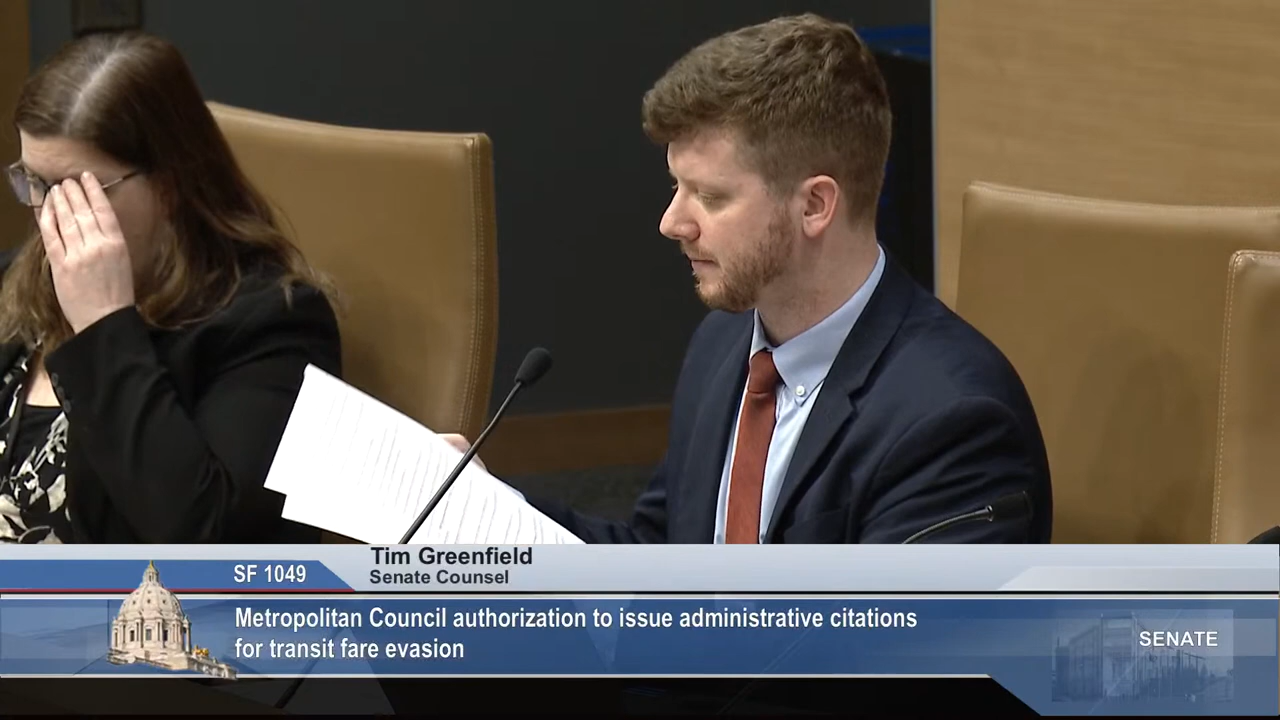 Tim Greenfield
SF 1049
Senate Counsel
Metropolitan Council authorization to issue administrative citations
for transit fare evasion
SENATE